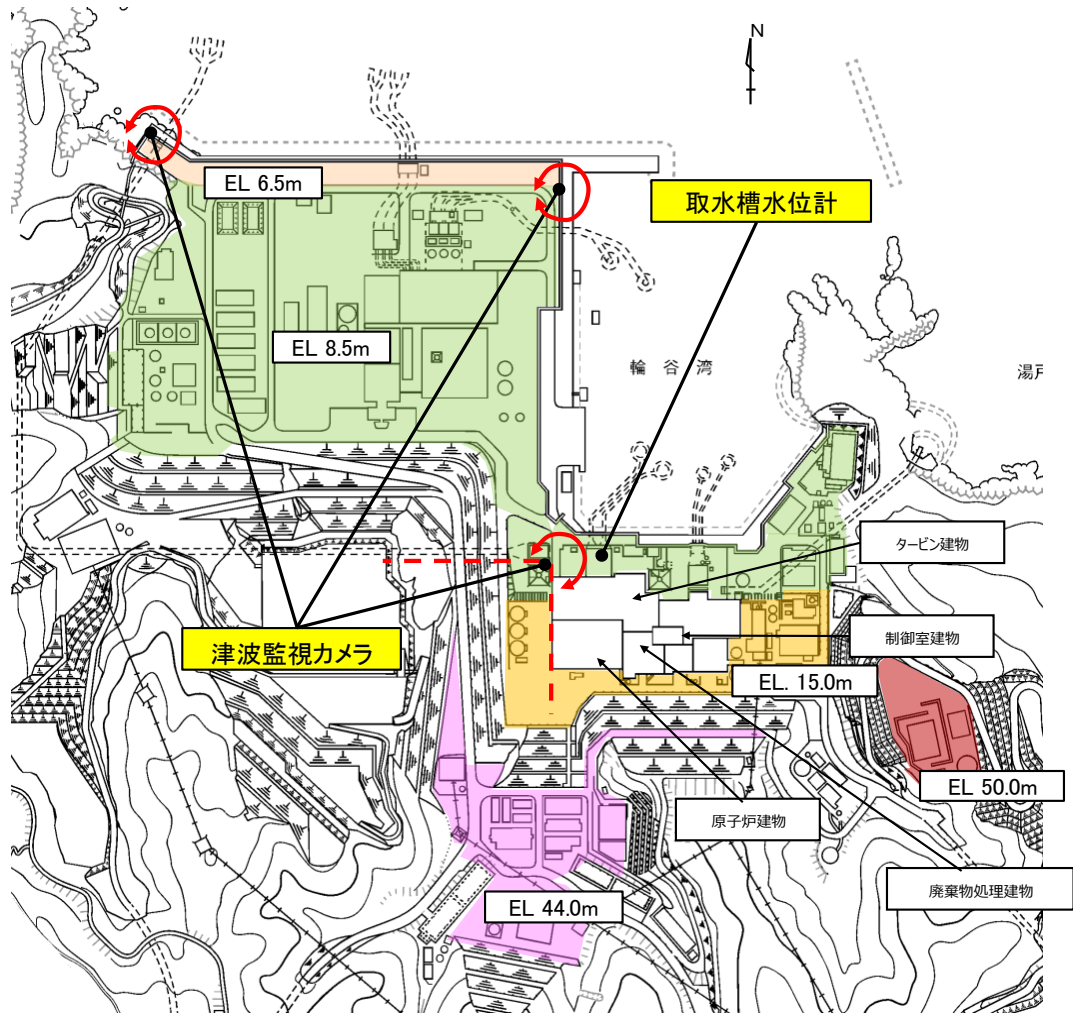 N
EL 6.5m
取水槽水位計
EL 8.5m
輪谷湾
湯戸
タービン建物
制御室建物
津波監視カメラ
EL. 15.0m
EL 50.0m
原子炉建物
廃棄物処理建物
EL 44.0m